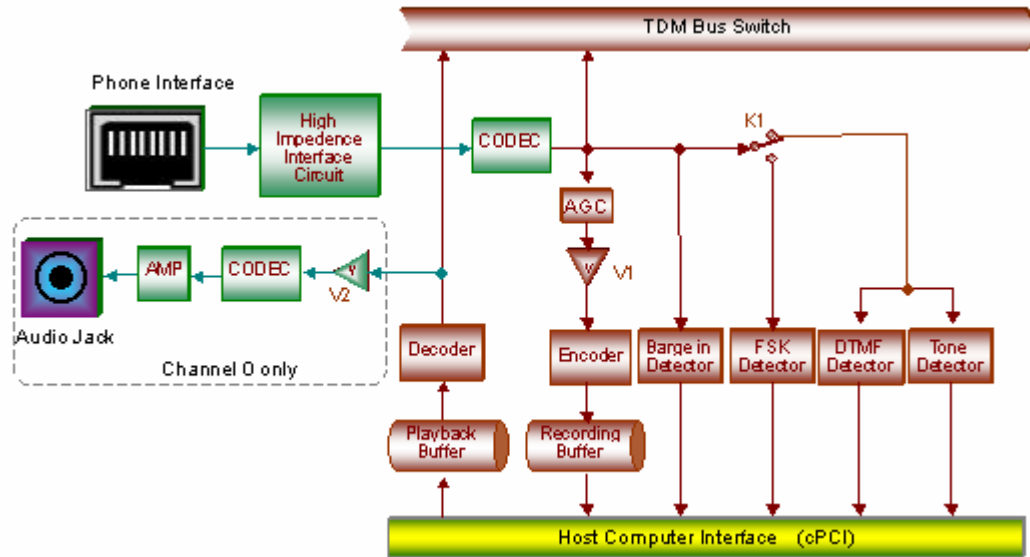 TDM Bus Switch
Phone Interface
High
Impedence
Interface
Circuit
CODEC
K1
AGC
V
V1
AMP
CODEC
V
V2
Audio Jack
Channel 0 only
Decoder
Encoder
Barge in
Detector
FSK
Detector
DTMF
Detector
Tone
Detector
Playback
Buffer
Recording
Buffer
Host Computer Interface (cPCI)